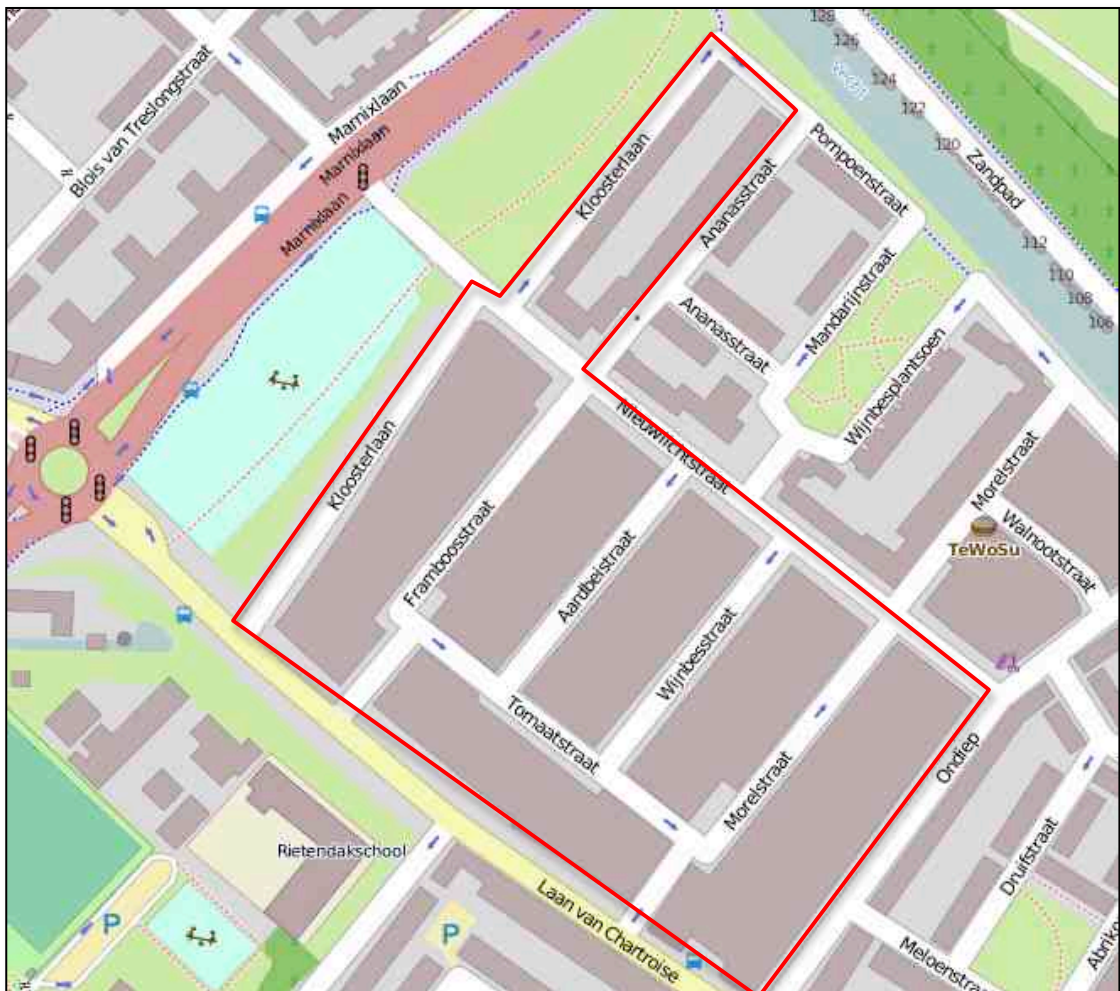 128
126
124
122
120
Marnixlaan
Blois van Treslongstraat
Marnixlaan
Pompoenstraat
Zandpad
Kloosterlaan
Ananasstraat
Marnixlaan
112
110
108
106
Ananasstraat
Mandarijnstraat
Wijnbesplantsoen
Nieuwlichtstraat
Kloosterlaan
Morelstraat
Walnootstraat
TeWoSu
Framboosstraat
Aardbeistraat
Wijnbesstraat
Tomaatstraat
Morelstraat
Ondiep
Druifstraat
Rietendakschool
Laan van Chartroise
P
P
Meloenstraa
Abriko